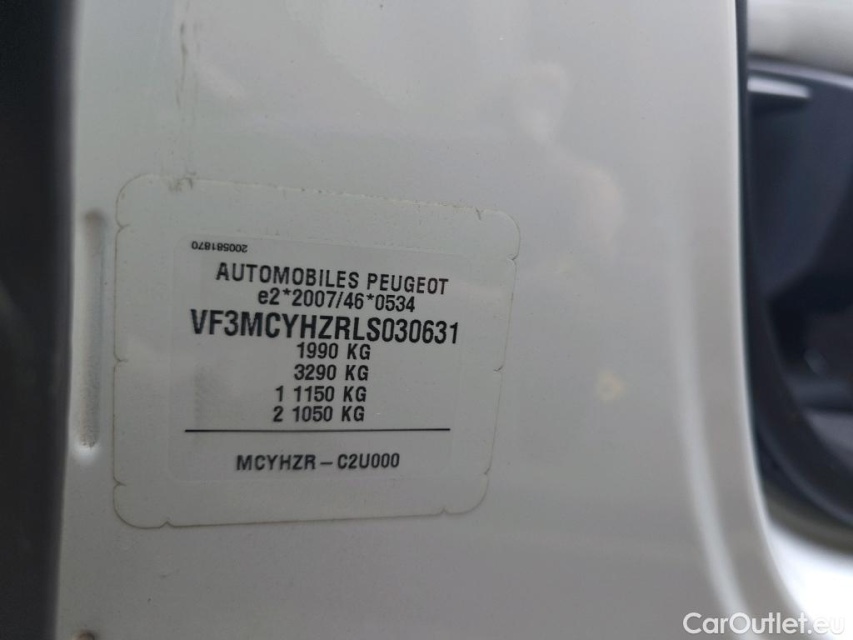 200581870
AUTOMOBILES PEUGEOT
e2*2007/46*0534
VF3MCYHZRLS030631
1990 KG
3290 KG
1 1150 KG
2 1050 KG
MCYHZR – C2U000
CarOutlet.eu